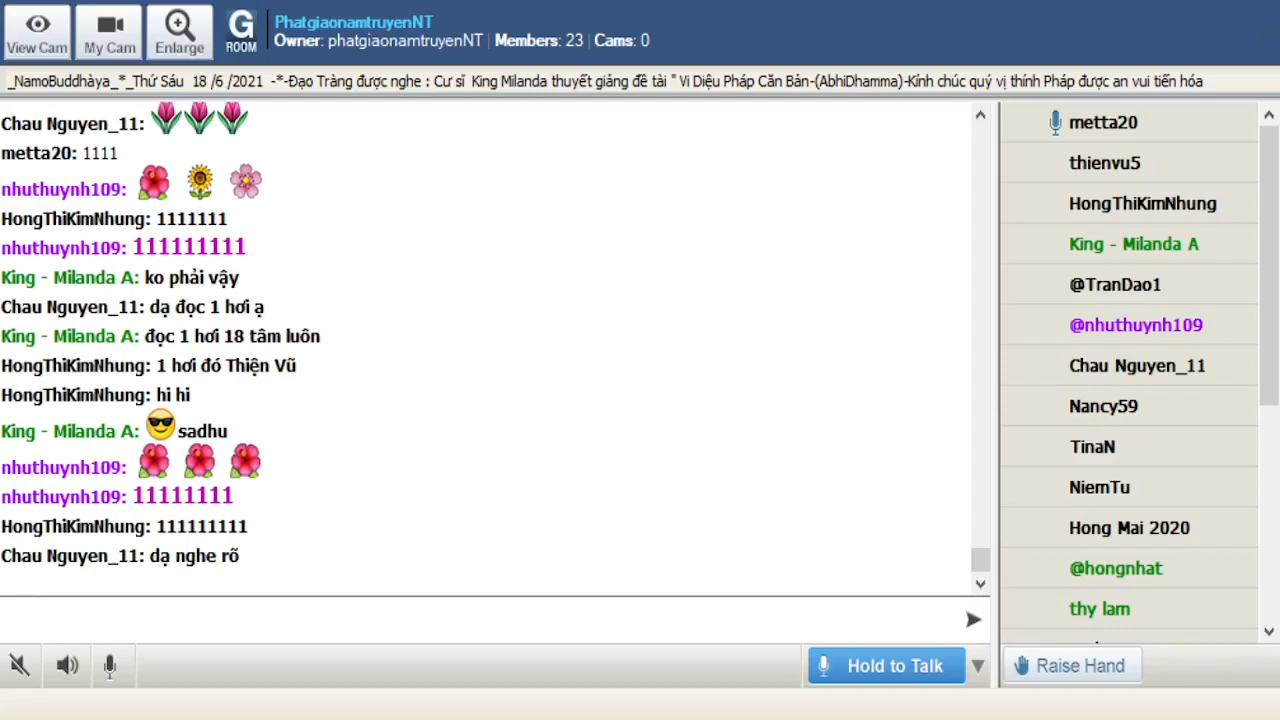 View Cam
My Cam
Enlarge
G
ROOM
PhatgiaonamtruyenNT
Owner: phatgiaonamtruyenNT | Members: 23 | Cams: 0
_NamoBuddhàya_*_Thứ Sáu 18 /6 /2021 -*-Đạo Tràng được nghe : Cư sĩ King Milanda thuyết giảng đề tài " Vi Diệu Pháp Căn Bản-(AbhiDhamma)-Kính chúc quý vị thính Pháp được an vui tiến hóa
Chau Nguyen_11:
metta20: 1111
nhuthuynh109:
HongThiKimNhung: 1111111
nhuthuynh109: 111111111
King - Milanda A: ko phải vậy
Chau Nguyen_11: dạ đọc 1 hơi ạ
King - Milanda A: đọc 1 hơi 18 tâm luôn
HongThiKimNhung: 1 hơi đó Thiện Vũ
HongThiKimNhung: hi hi
King - Milanda A: sadhu
nhuthuynh109:
nhuthuynh109: 11111111
HongThiKimNhung: 111111111
Chau Nguyen_11: dạ nghe rõ
metta20
thienvu5
HongThiKimNhung
King - Milanda A
@TranDao1
@nhuthuynh109
Chau Nguyen_11
Nancy59
TinaN
NiemTu
Hong Mai 2020
@hongnhat
thy lam
Hold to Talk
Raise Hand